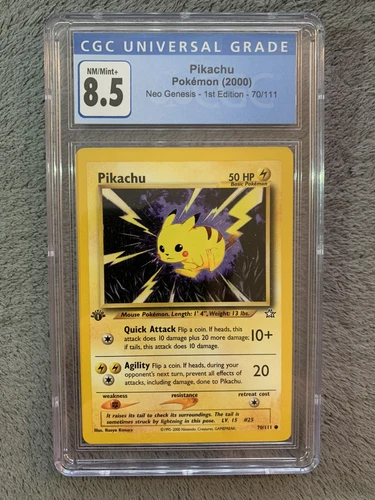 CGC UNIVERSAL GRADE
NM/Mint+
8.5
Pikachu
Pokémon (2000)
Neo Genesis - 1st Edition - 70/111
Pikachu
50 HP
Basic Pokémon
Mouse Pokémon. Length: 1' 4", Weight: 13 lbs.
Quick Attack Flip a coin. If heads, this
attack does 10 damage plus 20 more damage;
if tails, this attack does 10 damage.
10+
Agility Flip a coin. If heads, during your
opponent's next turn, prevent all effects of
attacks, including damage, done to Pikachu.
20
weakness
resistance
retreat cost
It raises its tail to check its surroundings. The tail is
sometimes struck by lightning in this pose. LV. 15 #25
Illus. Naoyo Kimura
70/111